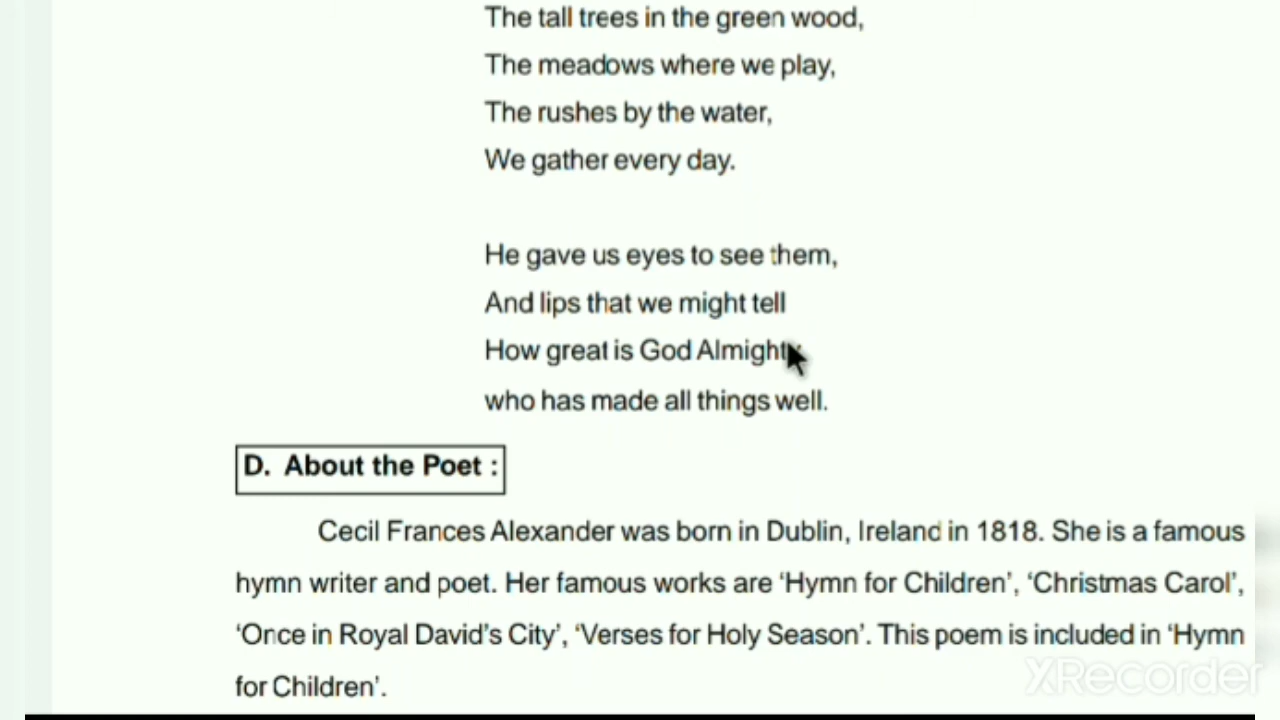 The tall trees in the green wood,
The meadows where we play,
The rushes by the water,
We gather every day.
He gave us eyes to see them,
And lips that we might tell
How great is God Almighty
who has made all things well.
D. About the Poet :
Cecil Frances Alexander was born in Dublin, Ireland in 1818. She is a famous
hymn writer and poet. Her famous works are ‘Hymn for Children’, ‘Christmas Carol’,
‘Once in Royal David’s City’, ‘Verses for Holy Season’. This poem is included in ‘Hymn
for Children’.
XRecorder